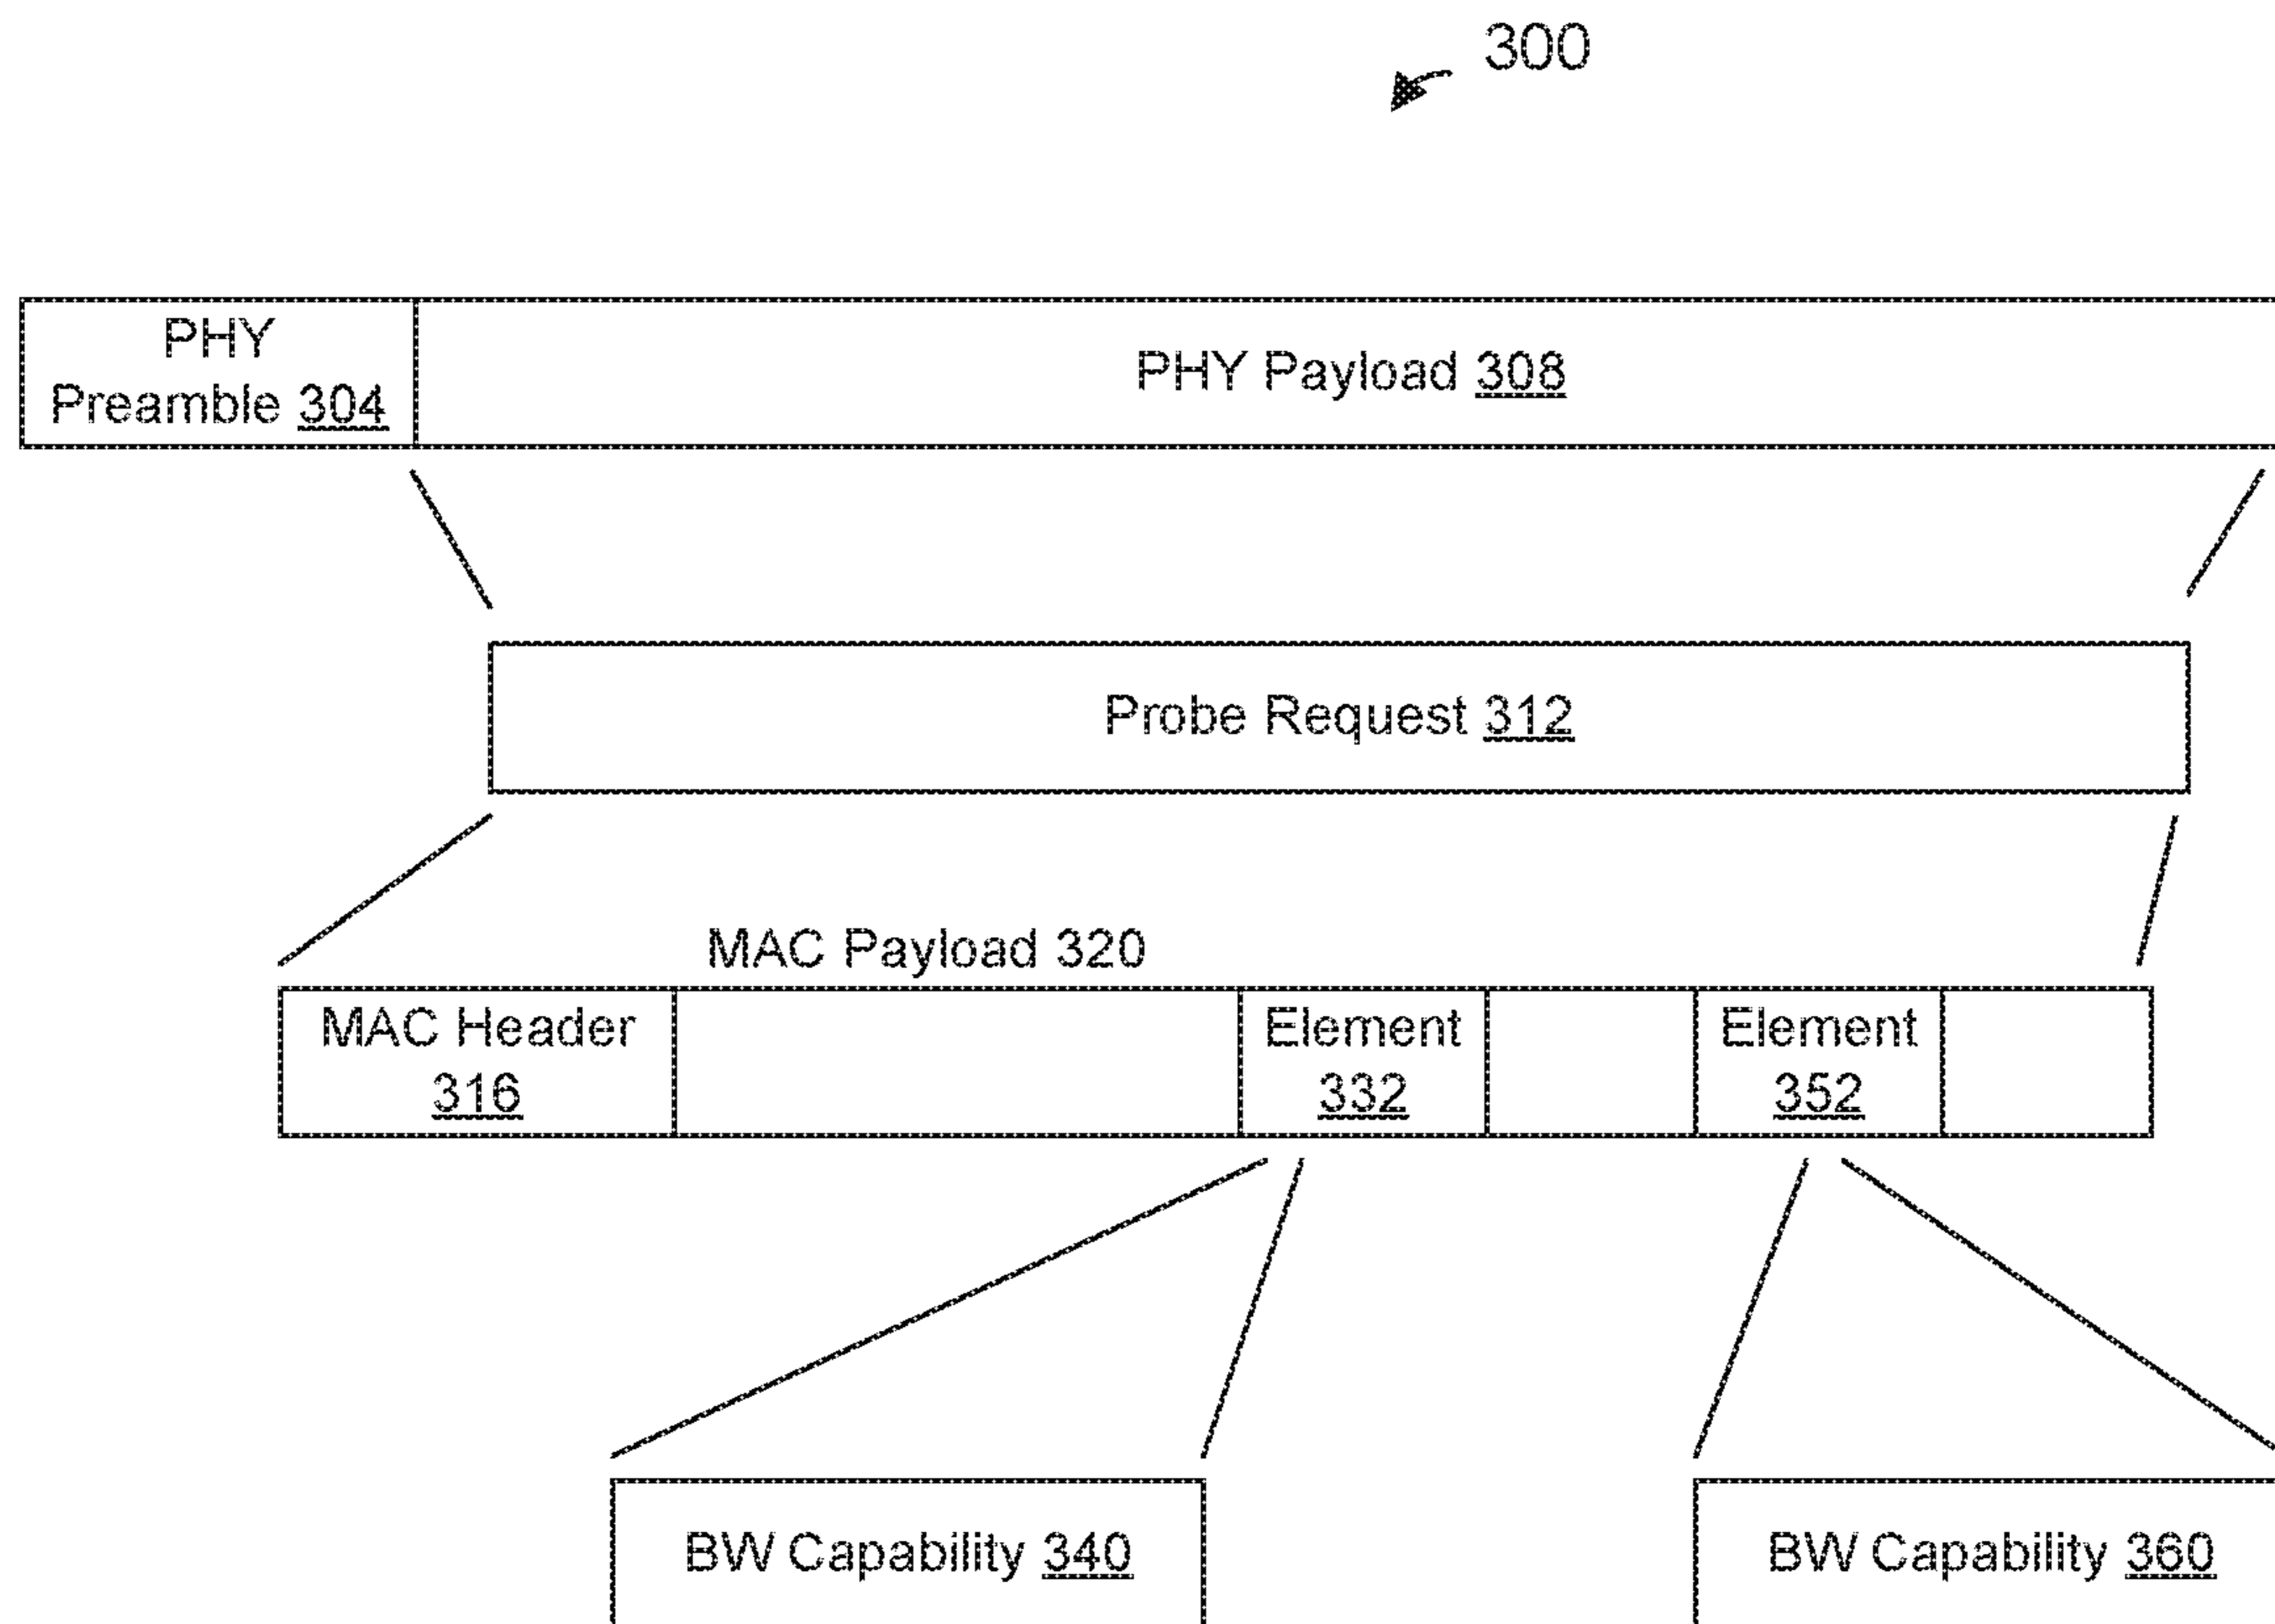 300
PHY
Preamble 304
PHY Payload 308
Probe Request 312
MAC Payload 320
MAC Header
316
Element
332
Element
352
BW Capability 340
BW Capability 360